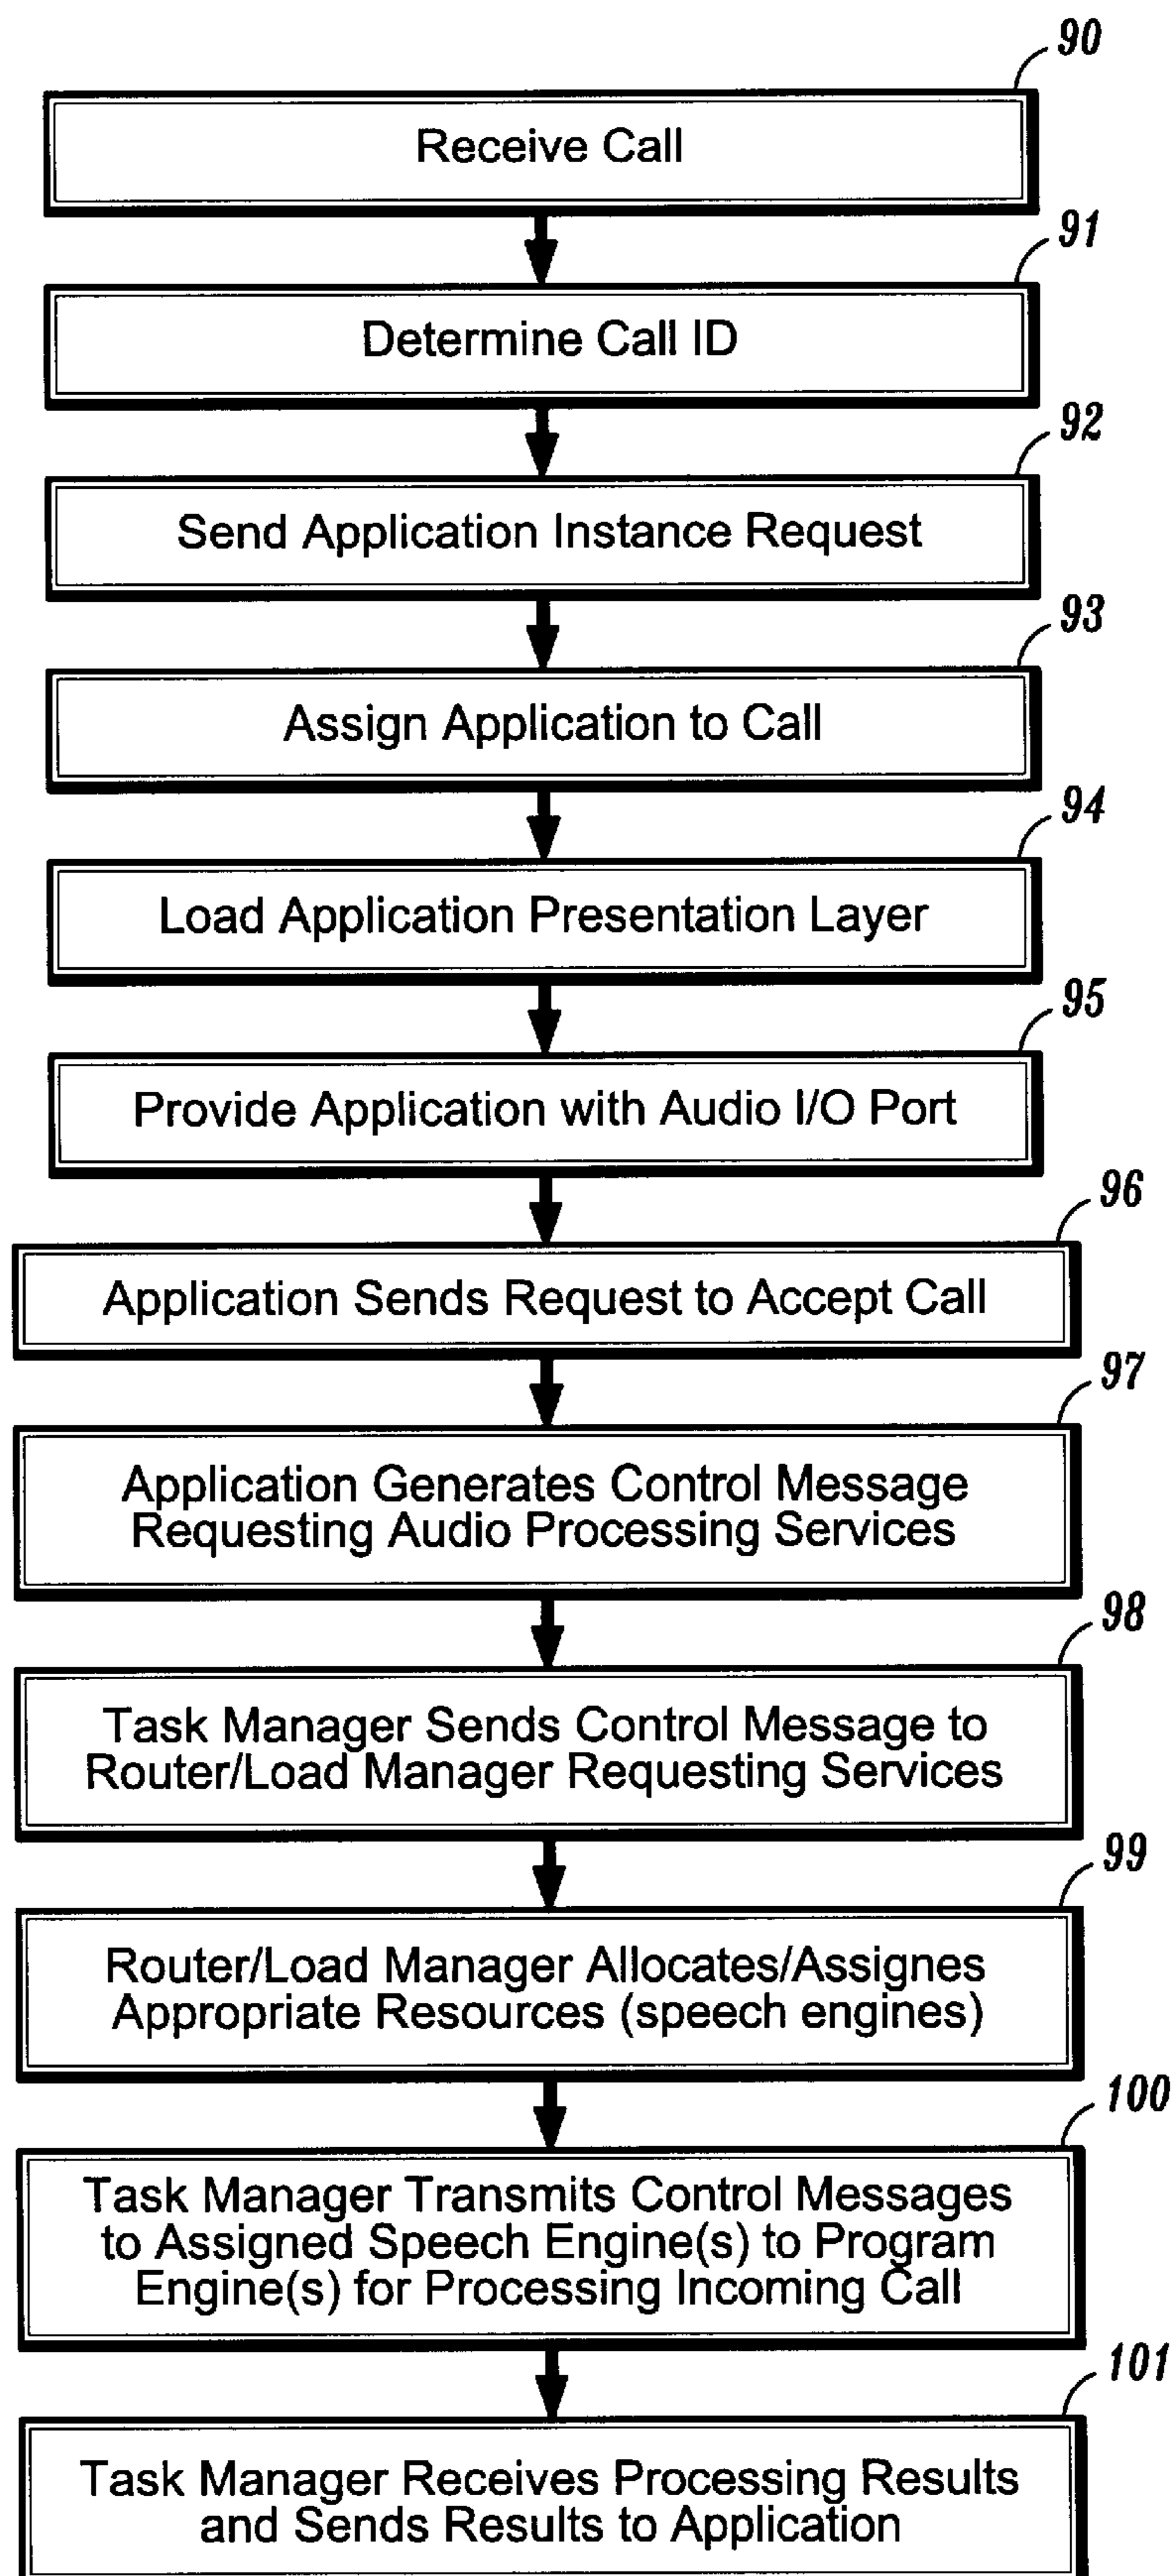 90
Receive Call
91
Determine Call ID
92
Send Application Instance Request
93
Assign Application to Call
94
Load Application Presentation Layer
95
Provide Application with Audio I/O Port
96
Application Sends Request to Accept Call
97
Application Generates Control Message
Requesting Audio Processing Services
98
Task Manager Sends Control Message to
Router/Load Manager Requesting Services
99
Router/Load Manager Allocates/Assignes
Appropriate Resources (speech engines)
100
Task Manager Transmits Control Messages
to Assigned Speech Engine(s) to Program
Engine(s) for Processing Incoming Call
101
Task Manager Receives Processing Results
and Sends Results to Application